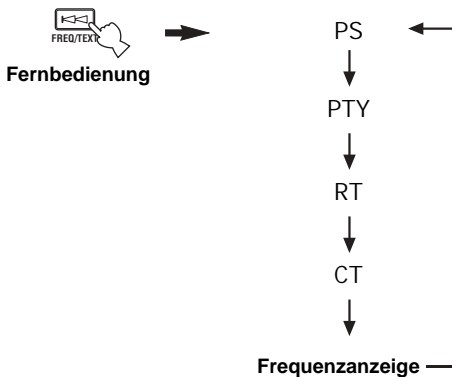 FREQ/TEXT
Fernbedienung
PS
PTY
RT
CT
Frequenzanzeige